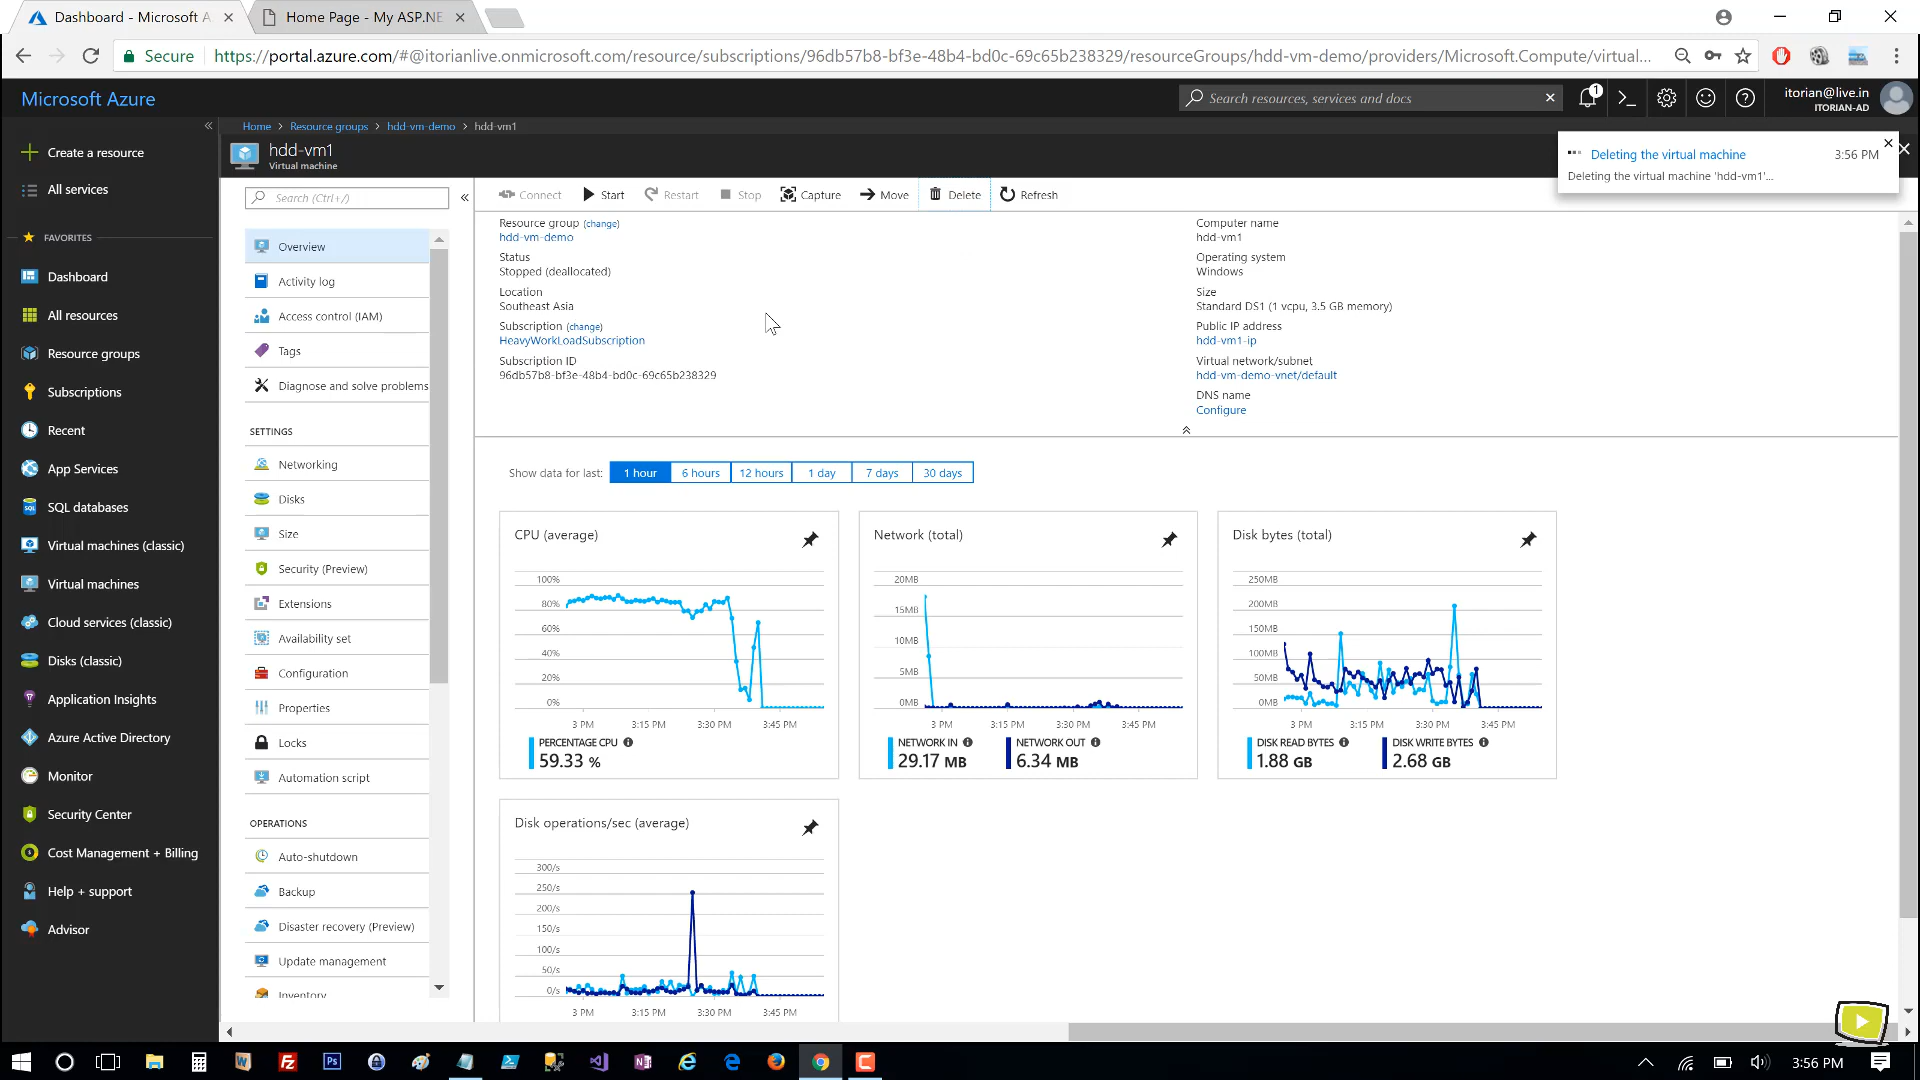 Dashboard - Microsoft A
Home Page - My ASP.NE
Secure
https://portal.azure.com/#@itorianlive.onmicrosoft.com/resource/subscriptions/96db57b8-bf3e-48b4-bd0c-69c65b238329/resourceGroups/hdd-vm-demo/providers/Microsoft.Compute/virtual...
Microsoft Azure
Search resources, services and docs
1
itorian@live.in
ITORIAN-AD
Home > Resource groups > hdd-vm-demo > hdd-vm1
hdd-vm1
Virtual machine
Deleting the virtual machine
3:56 PM
Deleting the virtual machine 'hdd-vm1'...
Create a resource
All services
FAVORITES
Dashboard
All resources
Resource groups
Subscriptions
Recent
App Services
SQL databases
Virtual machines (classic)
Virtual machines
Cloud services (classic)
Disks (classic)
Application Insights
Azure Active Directory
Monitor
Security Center
Cost Management + Billing
Help + support
Advisor
Search (Ctrl+/)
Overview
Activity log
Access control (IAM)
Tags
Diagnose and solve problems
SETTINGS
Networking
Disks
Size
Security (Preview)
Extensions
Availability set
Configuration
Properties
Locks
Automation script
OPERATIONS
Auto-shutdown
Backup
Disaster recovery (Preview)
Update management
Inventory
Connect
Start
Restart
Stop
Capture
Move
Delete
Refresh
Resource group (change)
hdd-vm-demo
Status
Stopped (deallocated)
Location
Southeast Asia
Subscription (change)
HeavyWorkLoadSubscription
Subscription ID
96db57b8-bf3e-48b4-bd0c-69c65b238329
Computer name
hdd-vm1
Operating system
Windows
Size
Standard DS1 (1 vcpu, 3.5 GB memory)
Public IP address
hdd-vm1-ip
Virtual network/subnet
hdd-vm-demo-vnet/default
DNS name
Configure
Show data for last:
1 hour
6 hours
12 hours
1 day
7 days
30 days
CPU (average)
100%
80%
60%
40%
20%
0%
3 PM
3:15 PM
3:30 PM
3:45 PM
PERCENTAGE CPU
59.33 %
Network (total)
20MB
15MB
10MB
5MB
0MB
3 PM
3:15 PM
3:30 PM
3:45 PM
NETWORK IN
29.17 MB
NETWORK OUT
6.34 MB
Disk bytes (total)
250MB
200MB
150MB
100MB
50MB
0MB
3 PM
3:15 PM
3:30 PM
3:45 PM
DISK READ BYTES
1.88 GB
DISK WRITE BYTES
2.68 GB
Disk operations/sec (average)
300/s
250/s
200/s
150/s
100/s
50/s
0/s
3 PM
3:15 PM
3:30 PM
3:45 PM
3:56 PM